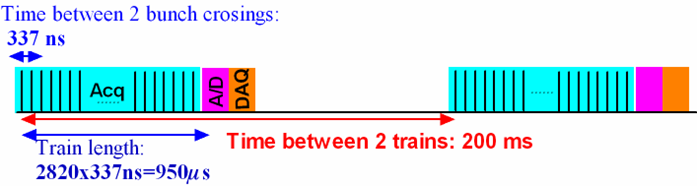 Time between 2 bunch crosings:
337 ns
Acq
......
A/D
DAQ
......
Time between 2 trains: 200 ms
Train length:
2820x337ns=950µs